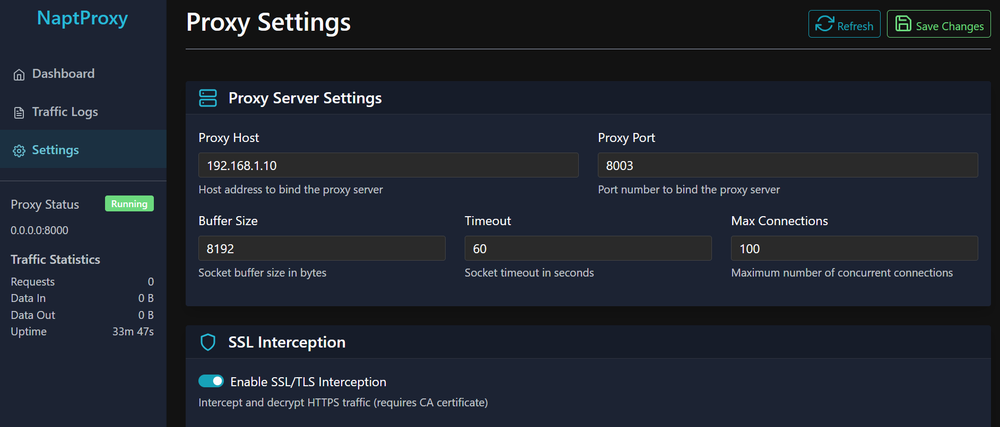 NaptProxy
Dashboard
Traffic Logs
Settings
Proxy Status Running
0.0.0.0:8000
Traffic Statistics
Requests 0
Data In 0 B
Data Out 0 B
Uptime 33m 47s
Proxy Settings
Refresh Save Changes
Proxy Server Settings
Proxy Host Proxy Port
192.168.1.10 8003
Host address to bind the proxy server Port number to bind the proxy server
Buffer Size Timeout Max Connections
8192 60 100
Socket buffer size in bytes Socket timeout in seconds Maximum number of concurrent connections
SSL Interception
Enable SSL/TLS Interception
Intercept and decrypt HTTPS traffic (requires CA certificate)